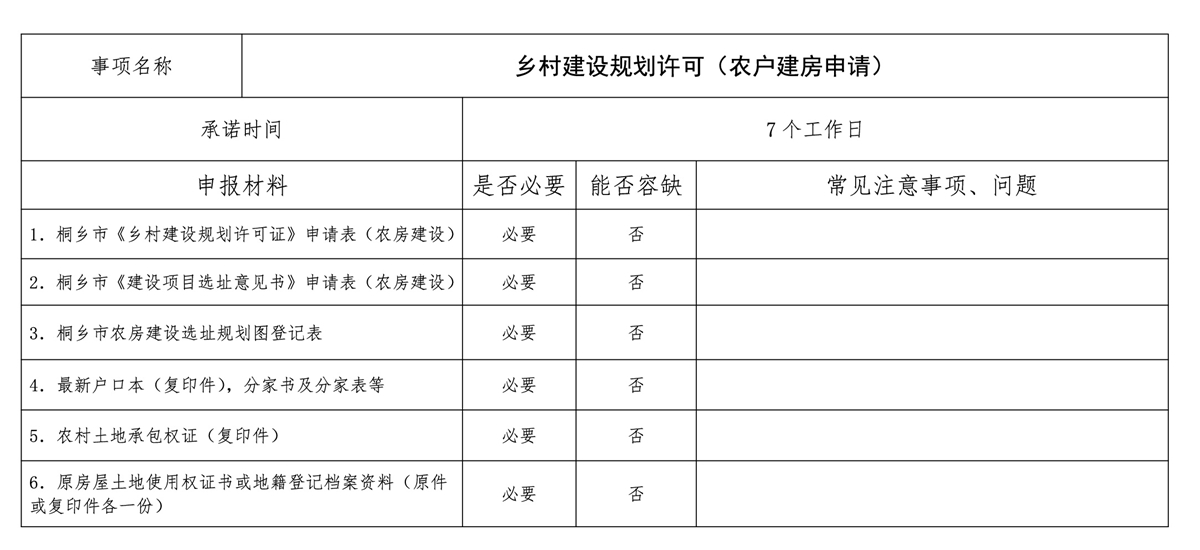 事项名称
乡村建设规划许可（农户建房申请）
承诺时间
7个工作日
申报材料
是否必要
能否容缺
常见注意事项、问题
1. 桐乡市《乡村建设规划许可证》申请表（农房建设）
必要
否
2. 桐乡市《建设项目选址意见书》申请表（农房建设）
必要
否
3. 桐乡市农房建设选址规划图登记表
必要
否
4. 最新户口本（复印件），分家书及分家表等
必要
否
5. 农村土地承包权证（复印件）
必要
否
6. 原房屋土地使用权证书或地籍登记档案资料（原件
或复印件各一份）
必要
否